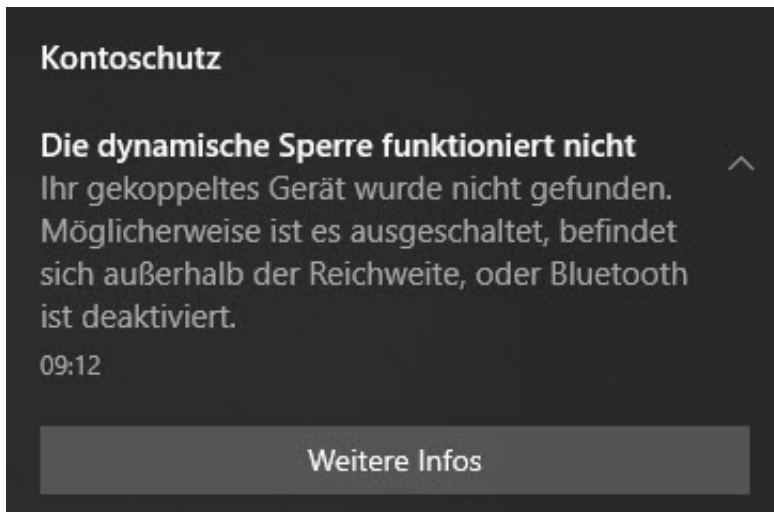 Kontoschutz
Die dynamische Sperre funktioniert nicht
Ihr gekoppeltes Gerät wurde nicht gefunden.
Möglicherweise ist es ausgeschaltet, befindet
sich außerhalb der Reichweite, oder Bluetooth
ist deaktiviert.
09:12
Weitere Infos